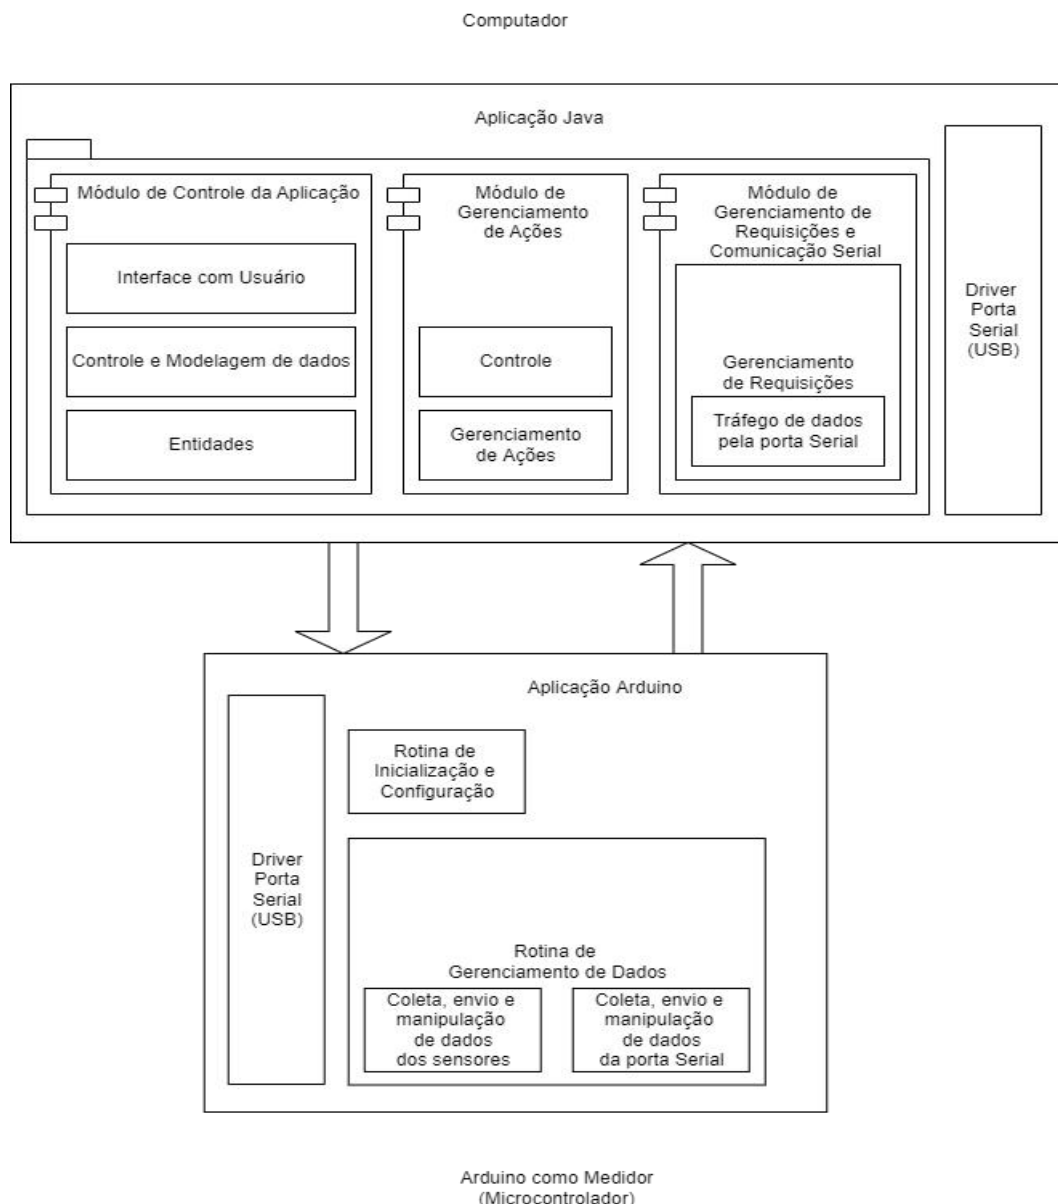 Computador
Aplicação Java
Módulo de Controle da Aplicação
Interface com Usuário
Controle e Modelagem de dados
Entidades
Módulo de
Gerenciamento
de Ações
Controle
Gerenciamento
de Ações
Módulo de
Gerenciamento de
Requisições e
Comunicação Serial
Gerenciamento
de Requisições
Tráfego de dados
pela porta Serial
Driver
Porta
Serial
(USB)
Aplicação Arduino
Driver
Porta
Serial
(USB)
Rotina de
Inicialização e
Configuração
Rotina de
Gerenciamento de Dados
Coleta, envio e
manipulação
de dados
dos sensores
Coleta, envio e
manipulação
de dados
da porta Serial
Arduino como Medidor
(Microcontrolador)